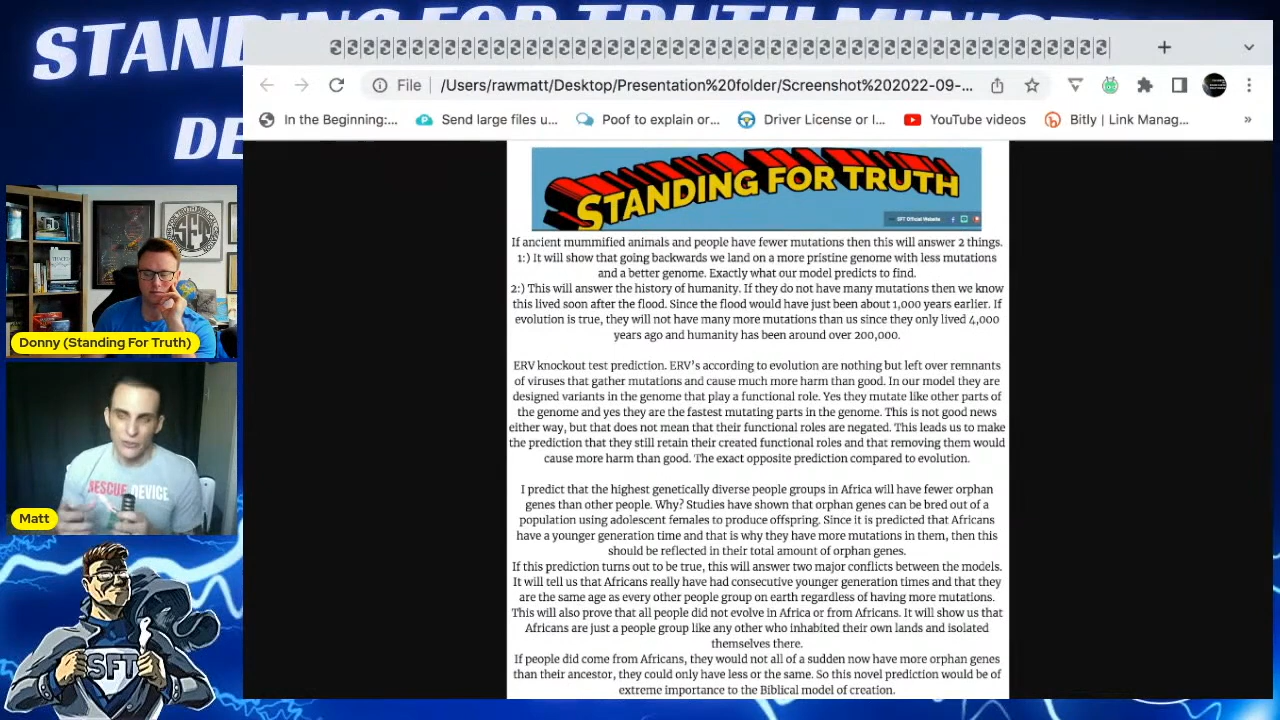 STANDING FOR TRUTH MINIST
DE
File
/Users/rawmatt/Desktop/Presentation%20folder/Screenshot%202022-09-...
In the Beginning:...
Send large files u...
Poof to explain or...
Driver License or I...
YouTube videos
Bitly | Link Manag...
»
STANDING FOR TRUTH
SFT Official Website
If ancient mummified animals and people have fewer mutations then this will answer 2 things.
1:) It will show that going backwards we land on a more pristine genome with less mutations
and a better genome. Exactly what our model predicts to find.
2:) This will answer the history of humanity. If they do not have many mutations then we know
this lived soon after the flood. Since the flood would have just been about 1,000 years earlier. If
evolution is true, they will not have many more mutations than us since they only lived 4,000
years ago and humanity has been around over 200,000.
ERV knockout test prediction. ERV's according to evolution are nothing but left over remnants
of viruses that gather mutations and cause much more harm than good. In our model they are
designed variants in the genome that play a functional role. Yes they mutate like other parts of
the genome and yes they are the fastest mutating parts in the genome. This is not good news
either way, but that does not mean that their functional roles are negated. This leads us to make
the prediction that they still retain their created functional roles and that removing them would
cause more harm than good. The exact opposite prediction compared to evolution.
I predict that the highest genetically diverse people groups in Africa will have fewer orphan
genes than other people. Why? Studies have shown that orphan genes can be bred out of a
population using adolescent females to produce offspring. Since it is predicted that Africans
have a younger generation time and that is why they have more mutations in them, then this
should be reflected in their total amount of orphan genes.
If this prediction turns out to be true, this will answer two major conflicts between the models.
It will tell us that Africans really have had consecutive younger generation times and that they
are the same age as every other people group on earth regardless of having more mutations.
This will also prove that all people did not evolve in Africa or from Africans. It will show us that
Africans are just a people group like any other who inhabited their own lands and isolated
themselves there.
If people did come from Africans, they would not all of a sudden now have more orphan genes
than their ancestor, they could only have less or the same. So this novel prediction would be of
extreme importance to the Biblical model of creation.
SFT
Donny (Standing For Truth)
RESCUE DEVICE
Matt
SFT